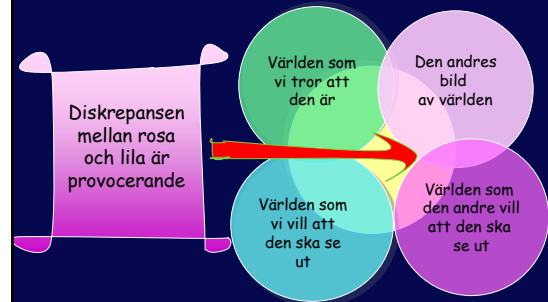 Diskrepansen
mellan rosa
och lila är
provocerande
Världen som
vi tror att
den är
Den andres
bild
av världen
Världen som
vi vill att
den ska se
ut
Världen som
den andre vill
att den ska
se ut